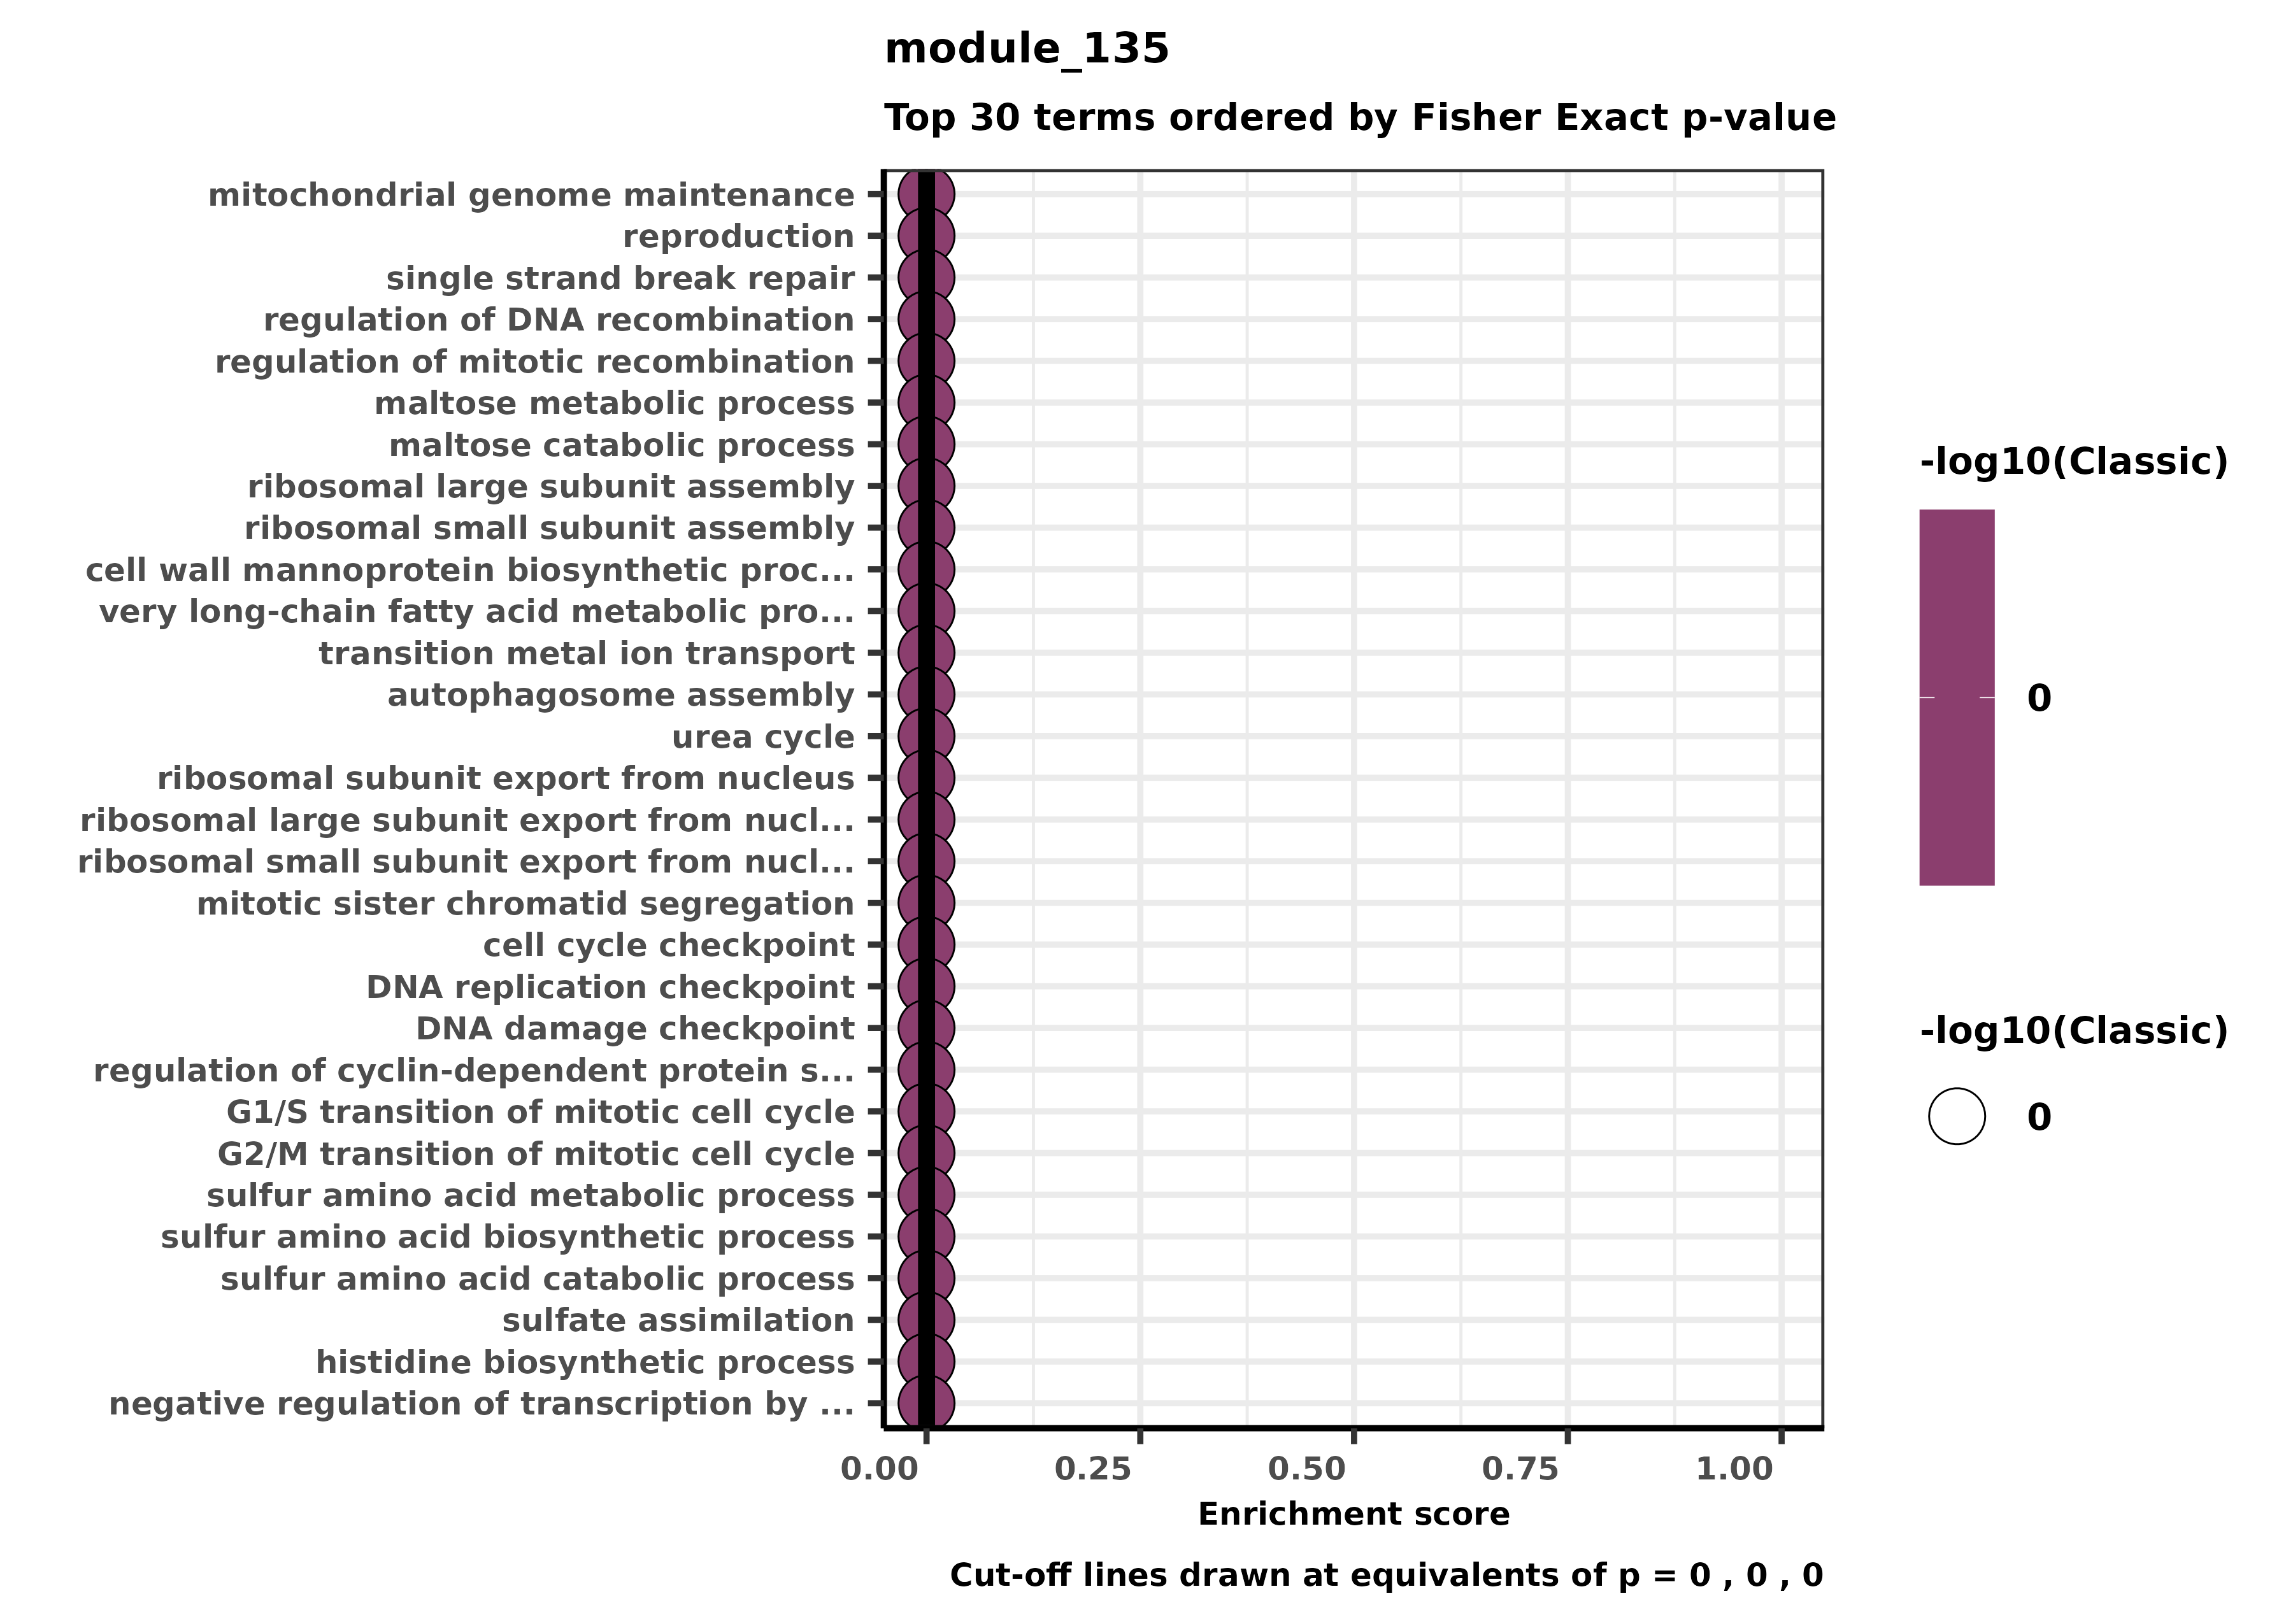 module_135
Top 30 terms ordered by Fisher Exact p-value
mitochondrial genome maintenance
reproduction
single strand break repair
regulation of DNA recombination
regulation of mitotic recombination
maltose metabolic process
maltose catabolic process
ribosomal large subunit assembly
ribosomal small subunit assembly
cell wall mannoprotein biosynthetic proc...
very long-chain fatty acid metabolic pro...
transition metal ion transport
autophagosome assembly
urea cycle
ribosomal subunit export from nucleus
ribosomal large subunit export from nucl...
ribosomal small subunit export from nucl...
mitotic sister chromatid segregation
cell cycle checkpoint
DNA replication checkpoint
DNA damage checkpoint
regulation of cyclin-dependent protein s...
G1/S transition of mitotic cell cycle
G2/M transition of mitotic cell cycle
sulfur amino acid metabolic process
sulfur amino acid biosynthetic process
sulfur amino acid catabolic process
sulfate assimilation
histidine biosynthetic process
negative regulation of transcription by ...
0.00 0.25 0.50 0.75 1.00
Enrichment score
Cut-off lines drawn at equivalents of p = 0 , 0 , 0
-log10(Classic)
0
-log10(Classic)
0